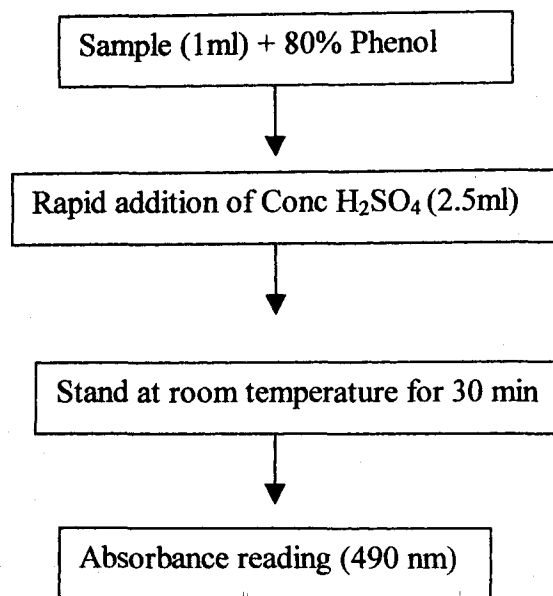 Sample (1ml) + 80% Phenol
Rapid addition of Conc H₂SO₄ (2.5ml)
Stand at room temperature for 30 min
Absorbance reading (490 nm)